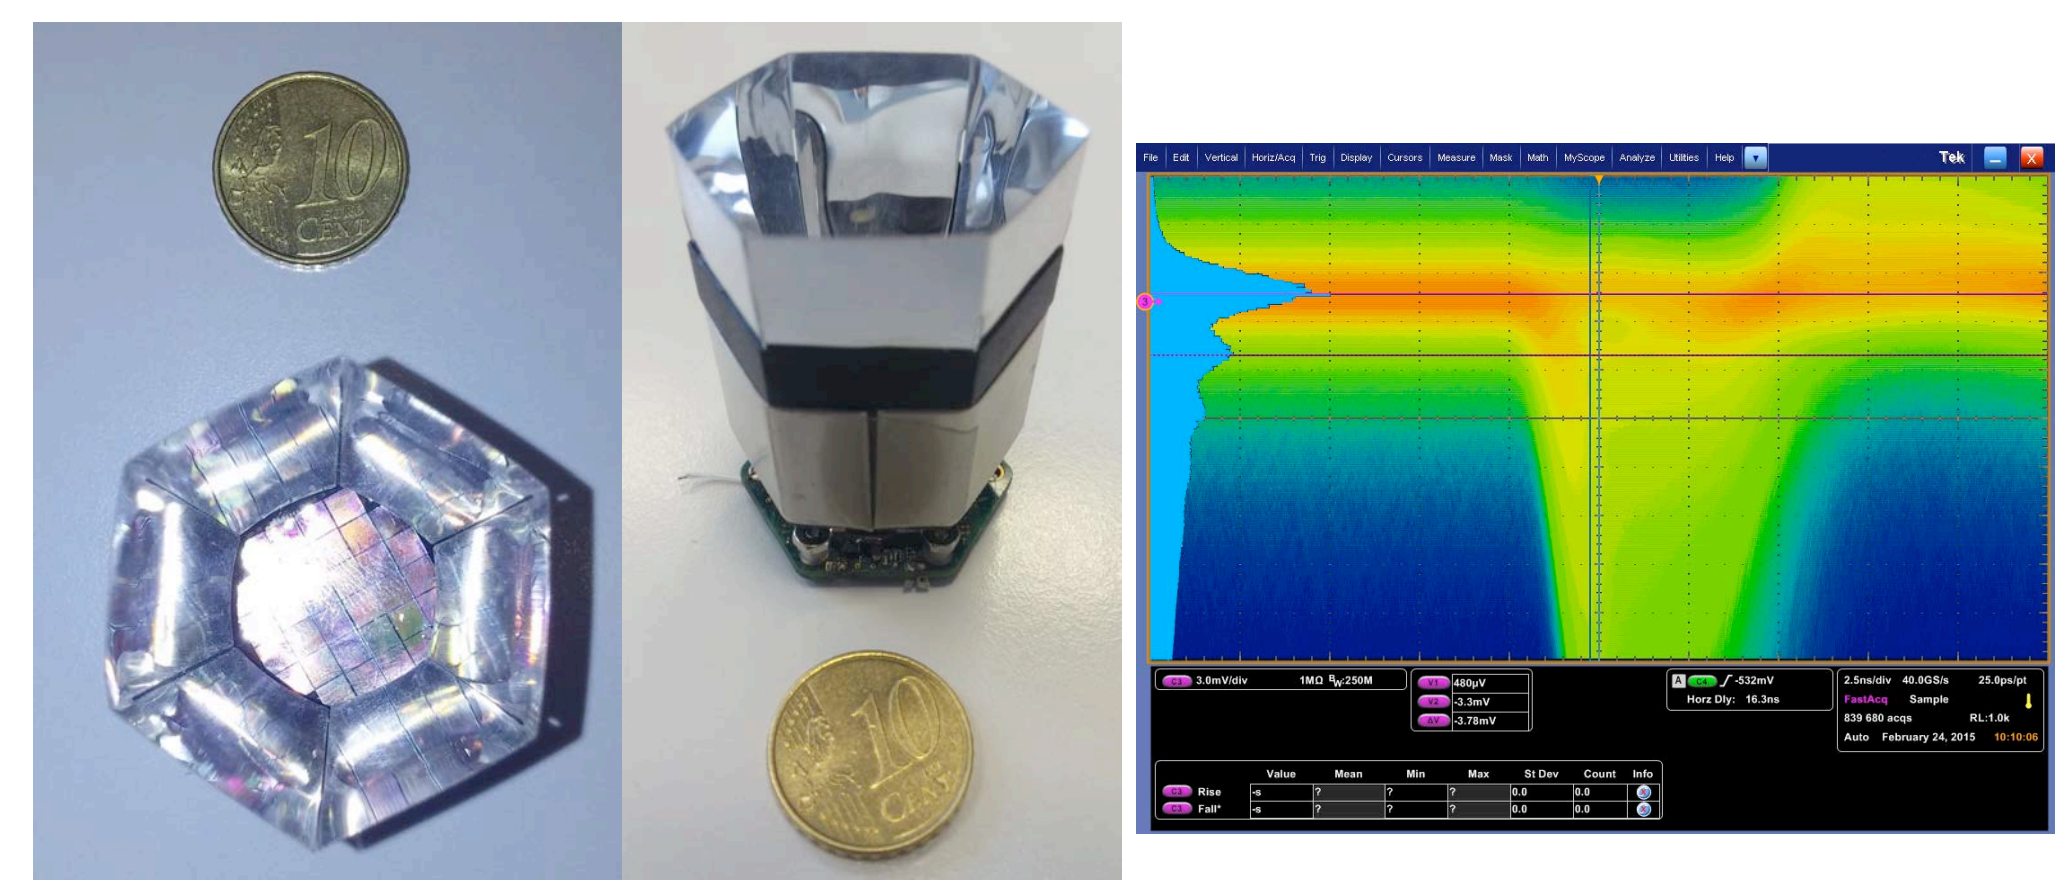 10
EURO
CENT
10
CENT
File Edit Vertical Horiz/Acq Trig Display Cursors Measure Mask Math MyScope Analyze Utilities Help Tek X
3
C3 3.0mV/div 1MΩ BW:250M
V1 480µV
V2 -3.3mV
ΔV -3.78mV
A C4 -532mV
Horz Dly: 16.3ns
2.5ns/div 40.0GS/s 25.0ps/pt
FastAcq Sample
839 680 acqs RL:1.0k
Auto February 24, 2015 10:10:06
Value Mean Min Max St Dev Count Info
C3 Rise -s ? ? ? 0.0 0.0
C3 Fall* -s ? ? ? 0.0 0.0